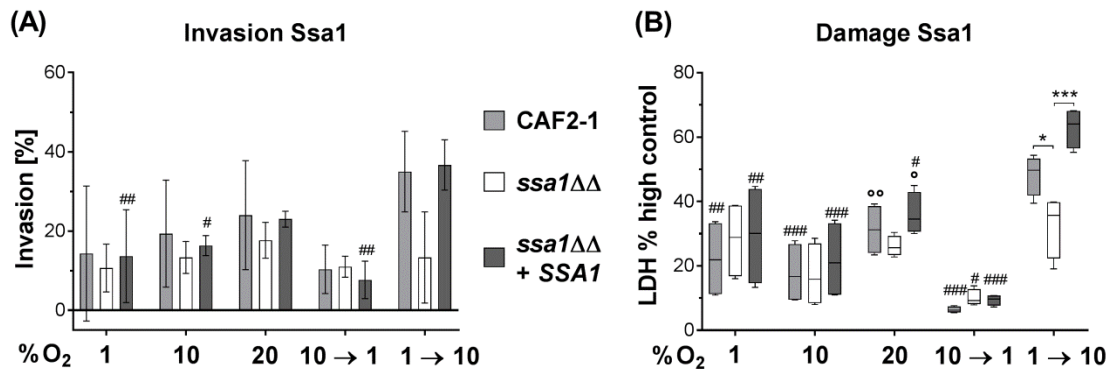 (A) Invasion Ssa1
Invasion [%]
60
40
20
0
##
#
##
% O2 1 10 20 10 → 1 1 → 10
CAF2-1
ssa1ΔΔ
ssa1ΔΔ
+ SSA1
(B) Damage Ssa1
LDH % high control
80
60
40
20
0
##
##
###
###
°°
#
°
###
#
###
*
***
% O2 1 10 20 10 → 1 1 → 10